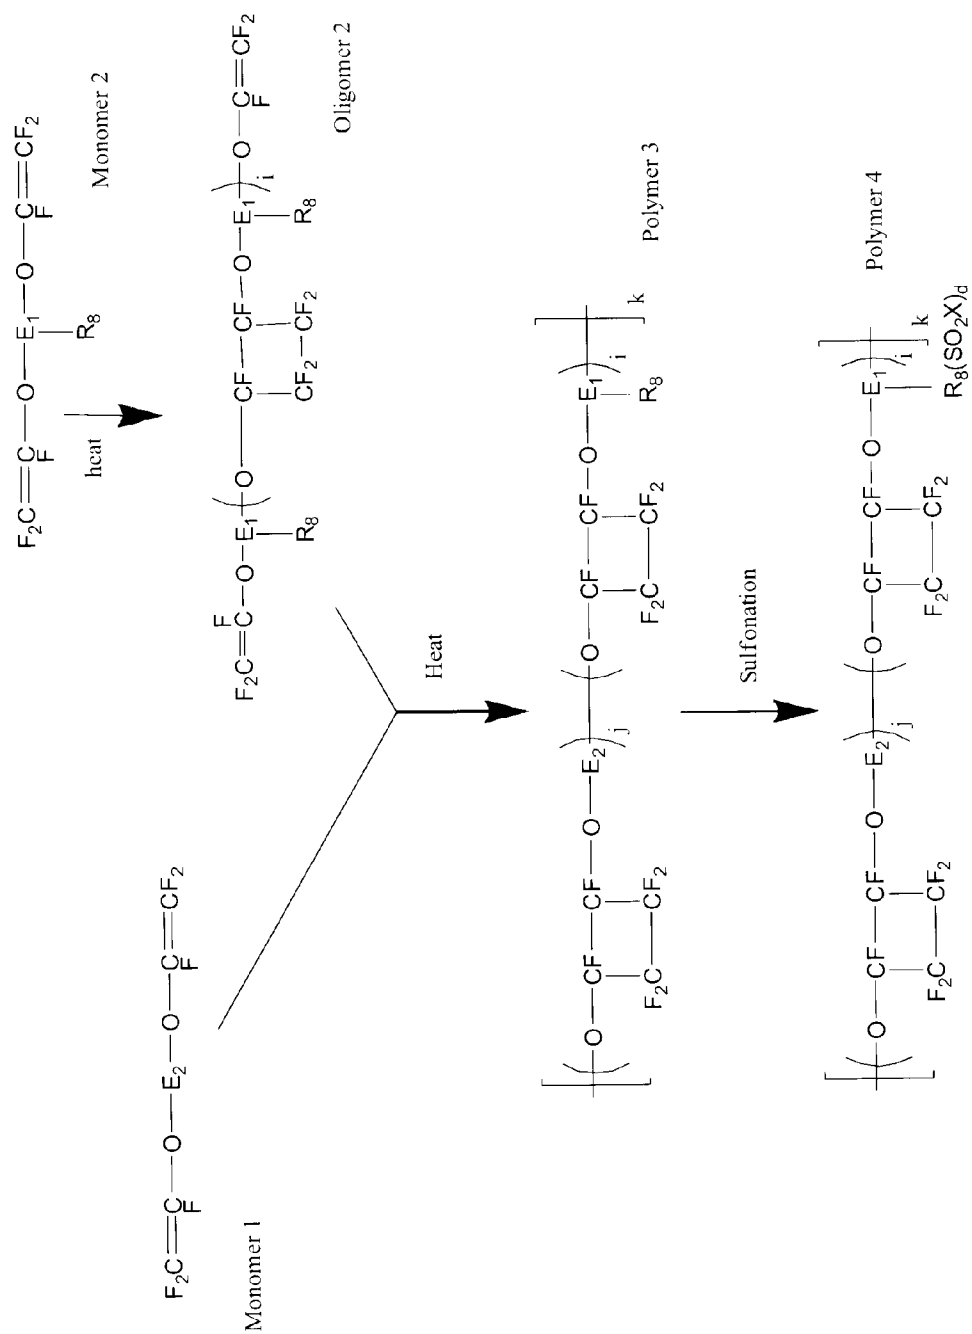 F₂C=C–O–E₁–O–C=CF₂
F F
R₈
Monomer 2
heat
F₂C=C–O–E₁(O–CF–CF–O–E₁)ᵢ–O–C=CF₂
F F
R₈ CF₂–CF₂ R₈
Oligomer 2
F₂C=C–O–E₂–O–C=CF₂
F F
Monomer 1
Heat
[(O–CF–CF–O–E₂)ⱼ(O–CF–CF–O–E₁)ᵢ]ₖ
F₂C–CF₂ F₂C–CF₂ R₈
Polymer 3
Sulfonation
[(O–CF–CF–O–E₂)ⱼ(O–CF–CF–O–E₁)ᵢ]ₖ
F₂C–CF₂ F₂C–CF₂ R₈(SO₂X)d
Polymer 4